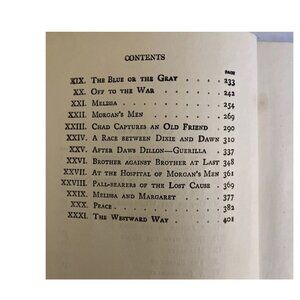 CONTENTS
PAGE
XIX. The Blue or the Gray . . . . . 233
XX. Off to the War . . . . . . . 242
XXI. Melissa . . . . . . . . . . 254
XXII. Morgan's Men . . . . . . . 269
XXIII. Chad Captures an Old Friend . . 290
XXIV. A Race between Dixie and Dawn . 310
XXV. After Daws Dillon—Guerilla . . 337
XXVI. Brother against Brother at Last . 348
XXVII. At the Hospital of Morgan's Men . 361
XXVIII. Pall-bearers of the Lost Cause . 369
XXIX. Melissa and Margaret . . . . . 377
XXX. Peace . . . . . . . . . . . 382
XXXI. The Westward Way . . . . . . 401